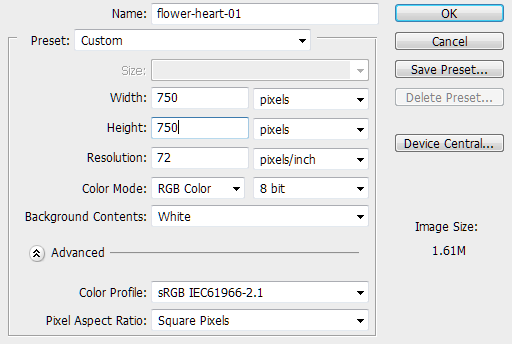 Name: flower-heart-01 OK
Preset: Custom Cancel
Size: Save Preset...
Width: 750 pixels Delete Preset...
Height: 750 pixels
Resolution: 72 pixels/inch Device Central...
Color Mode: RGB Color 8 bit
Background Contents: White
Image Size:
1.61M
Advanced
Color Profile: sRGB IEC61966-2.1
Pixel Aspect Ratio: Square Pixels